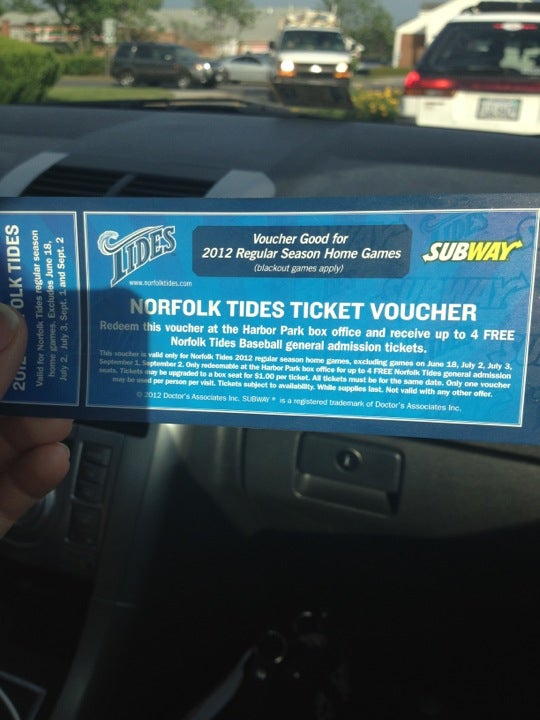 2012 NORFOLK TIDES
Valid for Norfolk Tides regular season
home games. Excludes June 18,
July 2, July 3, Sept. 1 and Sept. 2
TIDES
www.norfolktides.com
Voucher Good for
2012 Regular Season Home Games
(blackout games apply)
SUBWAY
NORFOLK TIDES TICKET VOUCHER
Redeem this voucher at the Harbor Park box office and receive up to 4 FREE
Norfolk Tides Baseball general admission tickets.
This voucher is valid only for Norfolk Tides 2012 regular season home games, excluding games on June 18, July 2, July 3,
September 1, September 2. Only redeemable at the Harbor Park box office for up to 4 FREE Norfolk Tides general admission
seats. Tickets may be upgraded to a box seat for $1.00 per ticket. All tickets must be for the same date. Only one voucher
may be used per person per visit. Tickets subject to availability. While supplies last. Not valid with any other offer.
© 2012 Doctor's Associates Inc. SUBWAY® is a registered trademark of Doctor's Associates Inc.